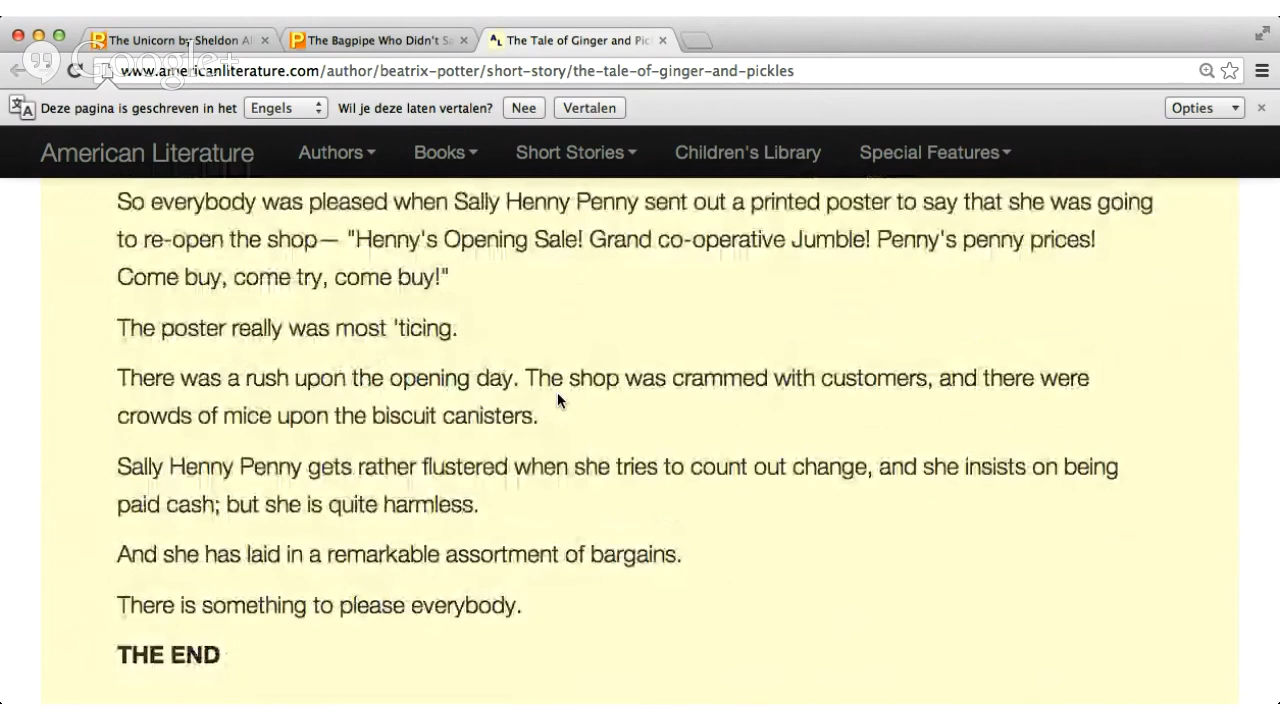 The Unicorn by Sheldon Al
The Bagpipe Who Didn't Sa
The Tale of Ginger and Pic
Google+
www.americanliterature.com/author/beatrix-potter/short-story/the-tale-of-ginger-and-pickles
Deze pagina is geschreven in het Engels Wil je deze laten vertalen? Nee Vertalen Opties
American Literature Authors Books Short Stories Children's Library Special Features
So everybody was pleased when Sally Henny Penny sent out a printed poster to say that she was going
to re-open the shop— "Henny's Opening Sale! Grand co-operative Jumble! Penny's penny prices!
Come buy, come try, come buy!"
The poster really was most 'ticing.
There was a rush upon the opening day. The shop was crammed with customers, and there were
crowds of mice upon the biscuit canisters.
Sally Henny Penny gets rather flustered when she tries to count out change, and she insists on being
paid cash; but she is quite harmless.
And she has laid in a remarkable assortment of bargains.
There is something to please everybody.
THE END